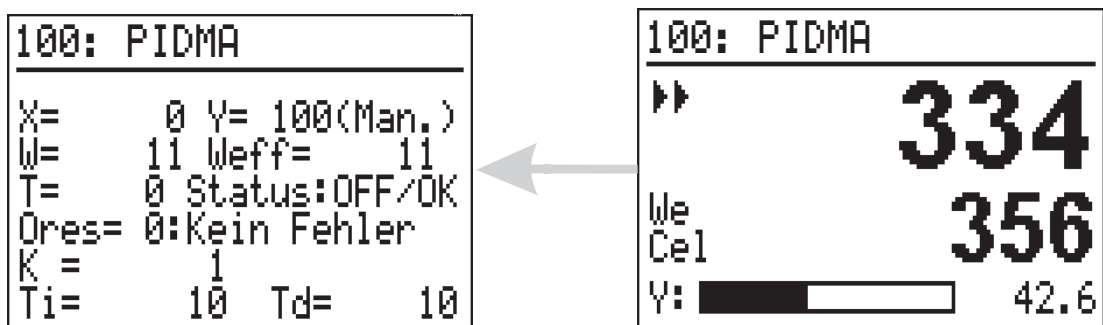 100: PIDMA
X= 0 Y= 100(Man.)
W= 11 Weff= 11
T= 0 Status:OFF/OK
Ores= 0:Kein Fehler
K = 1
Ti= 10 Td= 10
100: PIDMA
334
We
Cel 356
Y: 42.6